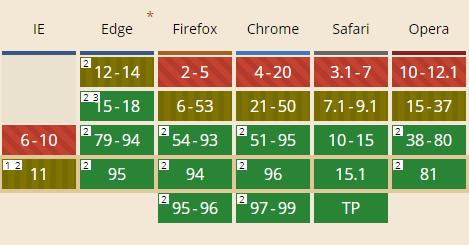 IE Edge * Firefox Chrome Safari Opera
2 12-14 2-5 4-20 3.1-7 10-12.1
2 3 15-18 6-53 21-50 7.1-9.1 15-37
6-10 2 79-94 2 54-93 2 51-95 10-15 2 38-80
1 2 11 2 95 2 94 2 96 15.1 2 81
2 95-96 2 97-99 TP